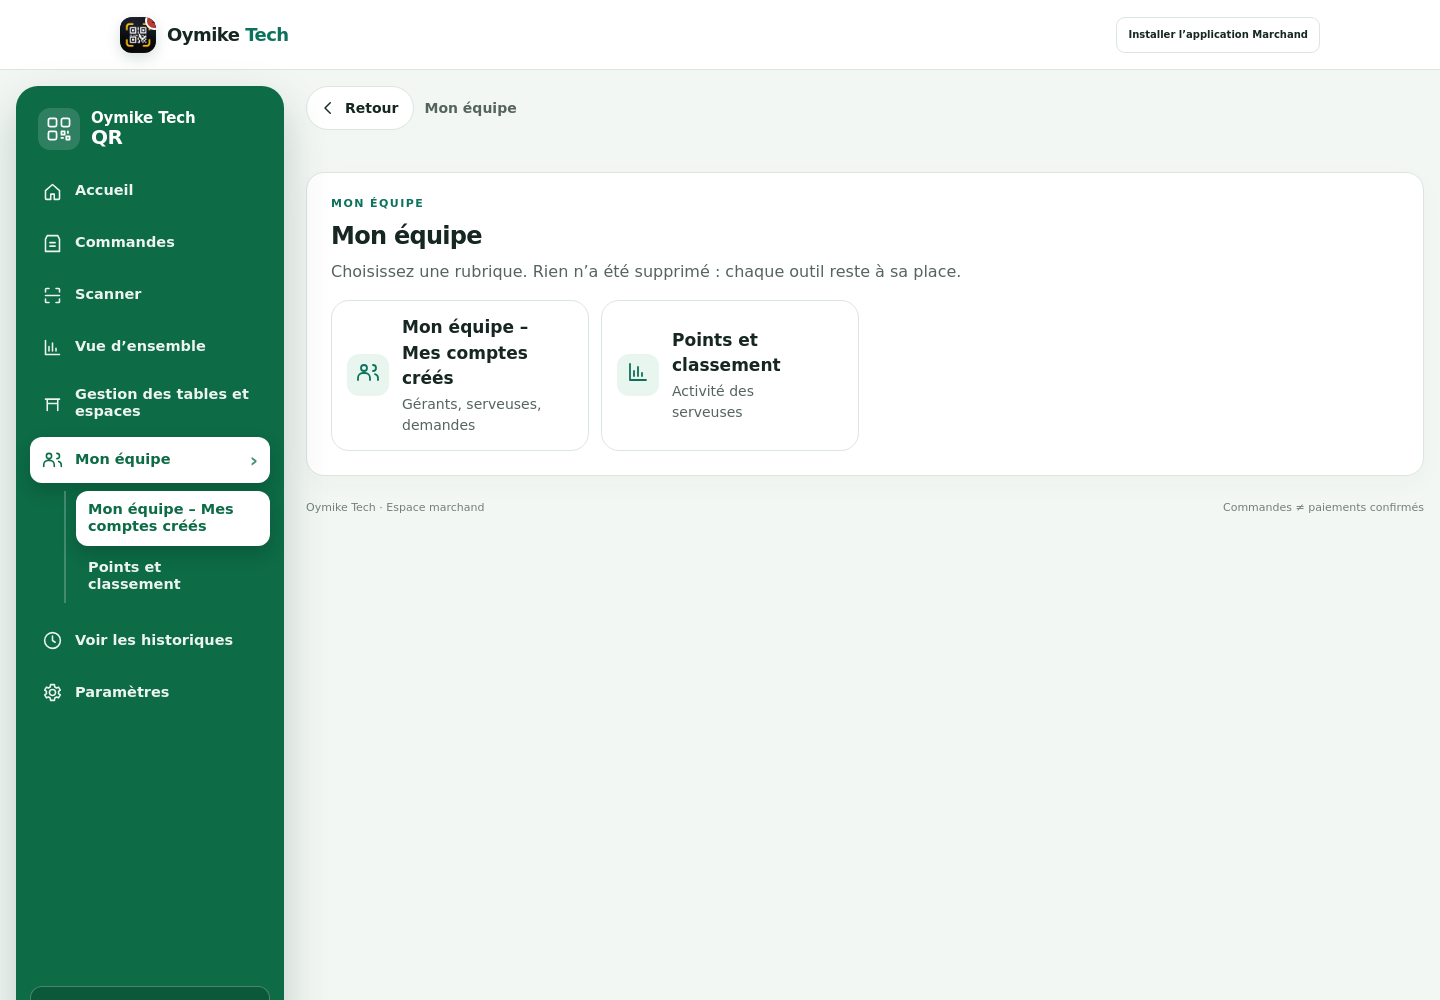 Oymike Tech
Installer l’application Marchand
Oymike Tech
QR
Accueil
Commandes
Scanner
Vue d’ensemble
Gestion des tables et
espaces
Mon équipe
Mon équipe – Mes
comptes créés
Points et
classement
Voir les historiques
Paramètres
Retour
Mon équipe
MON ÉQUIPE
Mon équipe
Choisissez une rubrique. Rien n’a été supprimé : chaque outil reste à sa place.
Mon équipe –
Mes comptes
créés
Gérants, serveuses,
demandes
Points et
classement
Activité des
serveuses
Oymike Tech · Espace marchand
Commandes ≠ paiements confirmés